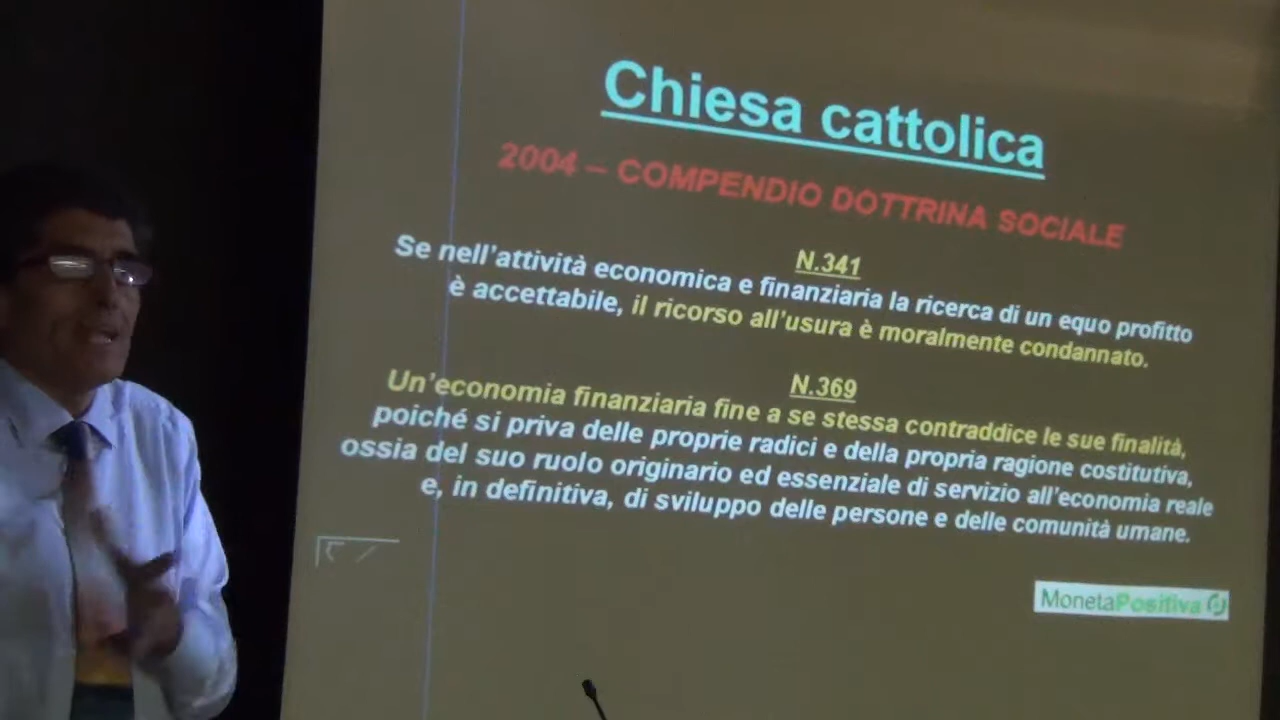 Chiesa cattolica
2004 – COMPENDIO DOTTRINA SOCIALE
N.341
Se nell'attività economica e finanziaria la ricerca di un equo profitto
è accettabile, il ricorso all'usura è moralmente condannato.
N.369
Un'economia finanziaria fine a se stessa contraddice le sue finalità,
poiché si priva delle proprie radici e della propria ragione costitutiva,
ossia del suo ruolo originario ed essenziale di servizio all'economia reale
e, in definitiva, di sviluppo delle persone e delle comunità umane.
MonetaPositiva